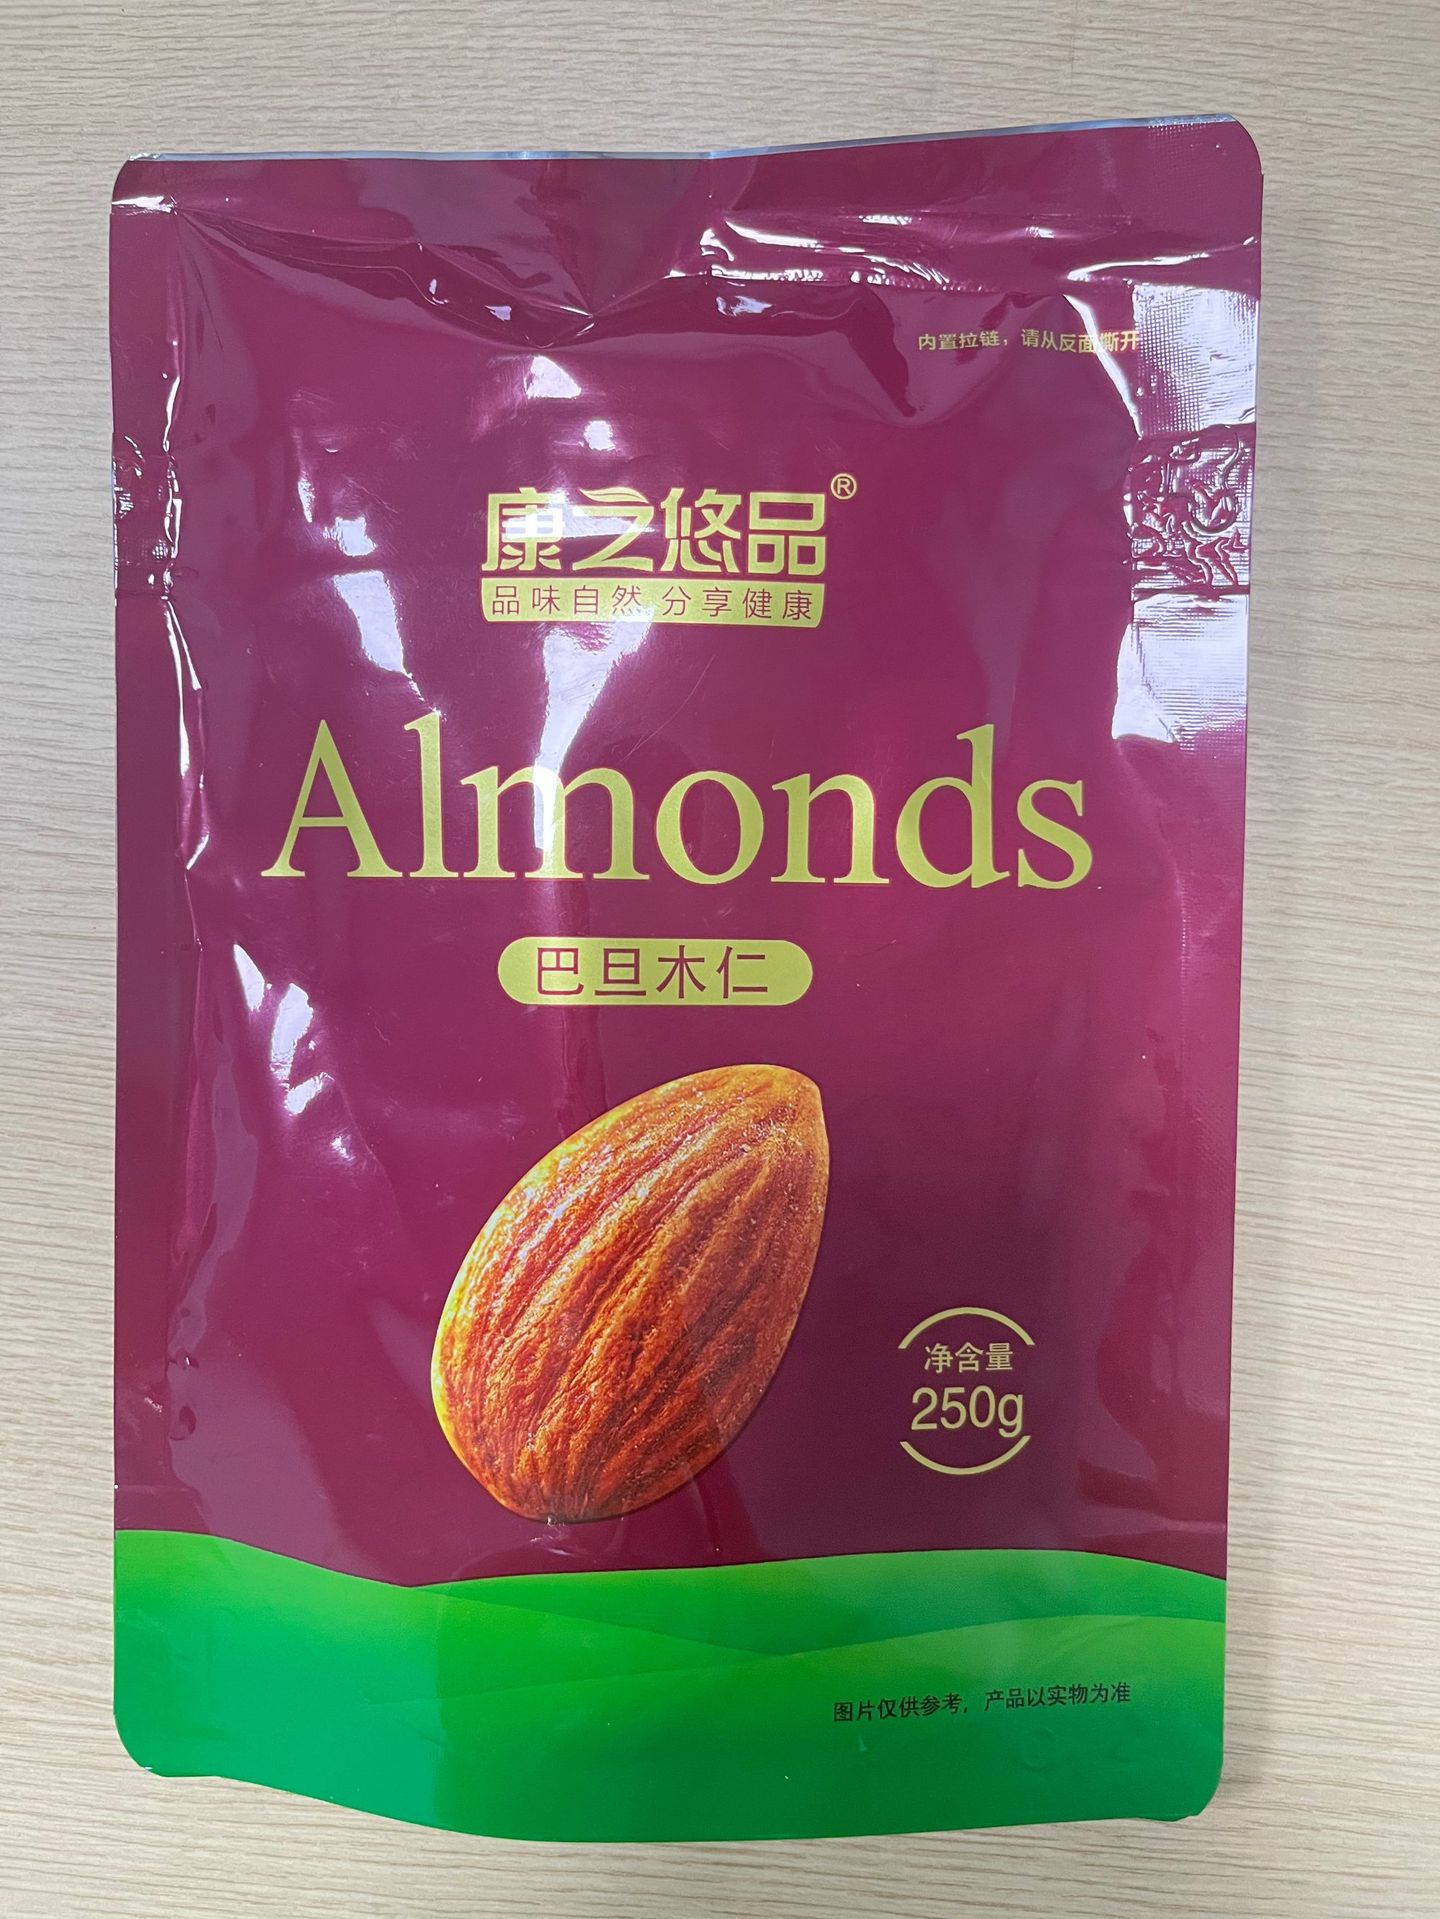 内置拉链，请从反面撕开
康之悠品®
品味自然 分享健康
Almonds
巴旦木仁
净含量
250g
图片仅供参考，产品以实物为准